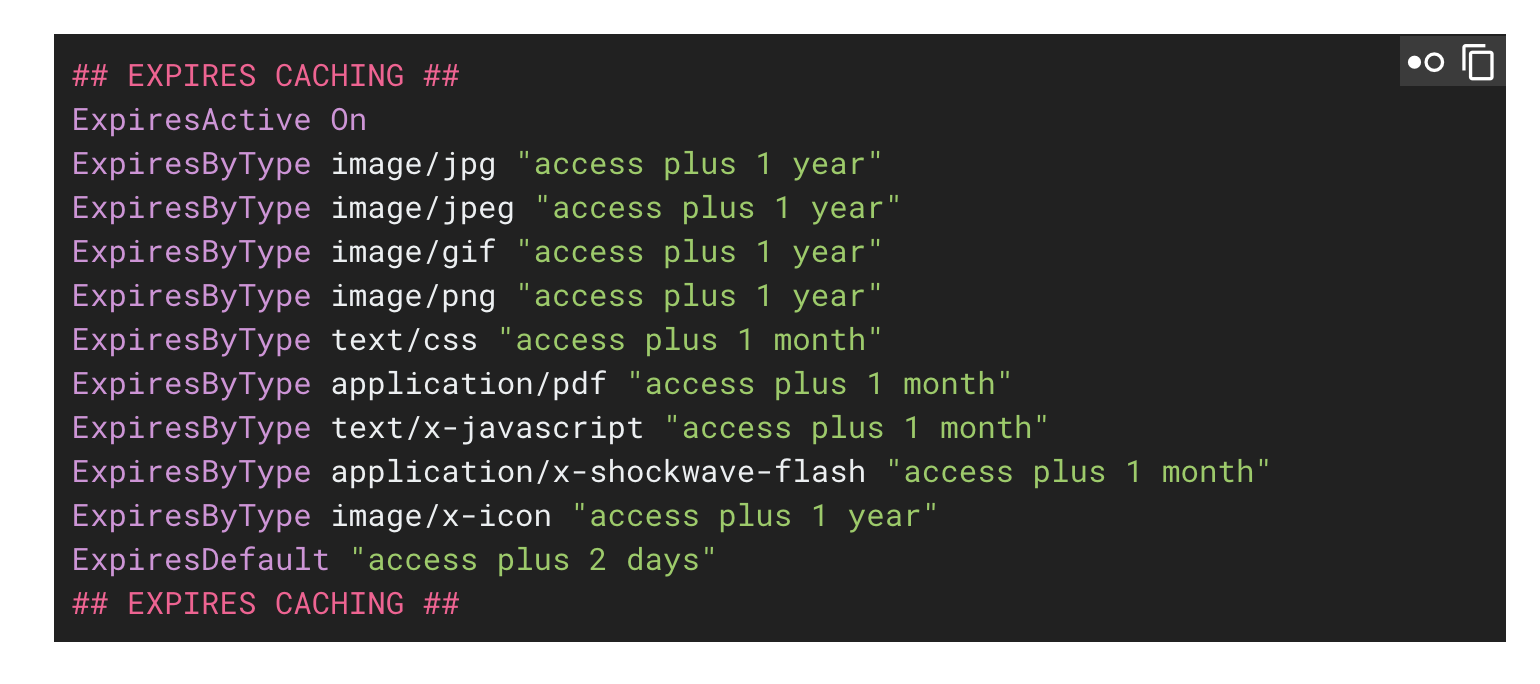 ## EXPIRES CACHING ##
ExpiresActive On
ExpiresByType image/jpg "access plus 1 year"
ExpiresByType image/jpeg "access plus 1 year"
ExpiresByType image/gif "access plus 1 year"
ExpiresByType image/png "access plus 1 year"
ExpiresByType text/css "access plus 1 month"
ExpiresByType application/pdf "access plus 1 month"
ExpiresByType text/x-javascript "access plus 1 month"
ExpiresByType application/x-shockwave-flash "access plus 1 month"
ExpiresByType image/x-icon "access plus 1 year"
ExpiresDefault "access plus 2 days"
## EXPIRES CACHING ##